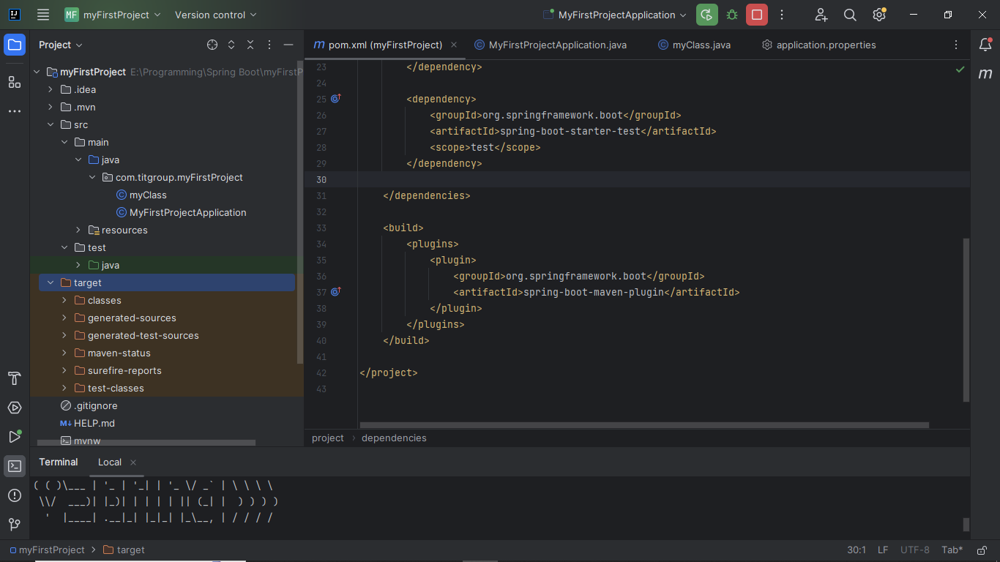 MF myFirstProject Version control MyFirstProjectApplication
Project
pom.xml (myFirstProject) MyFirstProjectApplication.java myClass.java application.properties
myFirstProject E:\Programming\Spring Boot\myFirstP
.idea
.mvn
src
main
java
com.titgroup.myFirstProject
myClass
MyFirstProjectApplication
resources
test
java
target
classes
generated-sources
generated-test-sources
maven-status
surefire-reports
test-classes
.gitignore
HELP.md
mvnw
23 </dependency>
24
25 <dependency>
26 <groupId>org.springframework.boot</groupId>
27 <artifactId>spring-boot-starter-test</artifactId>
28 <scope>test</scope>
29 </dependency>
30
31 </dependencies>
32
33 <build>
34 <plugins>
35 <plugin>
36 <groupId>org.springframework.boot</groupId>
37 <artifactId>spring-boot-maven-plugin</artifactId>
38 </plugin>
39 </plugins>
40 </build>
41
42 </project>
43
project > dependencies
Terminal Local
( ( )\___ | '_ | '_| | '_ \/ _` | \ \ \ \
 \\/  ___)| |_)| | | | | || (_| |  ) ) ) )
  '  |____| .__|_| |_|_| |_\__, | / / / /
myFirstProject > target 30:1 LF UTF-8 Tab*